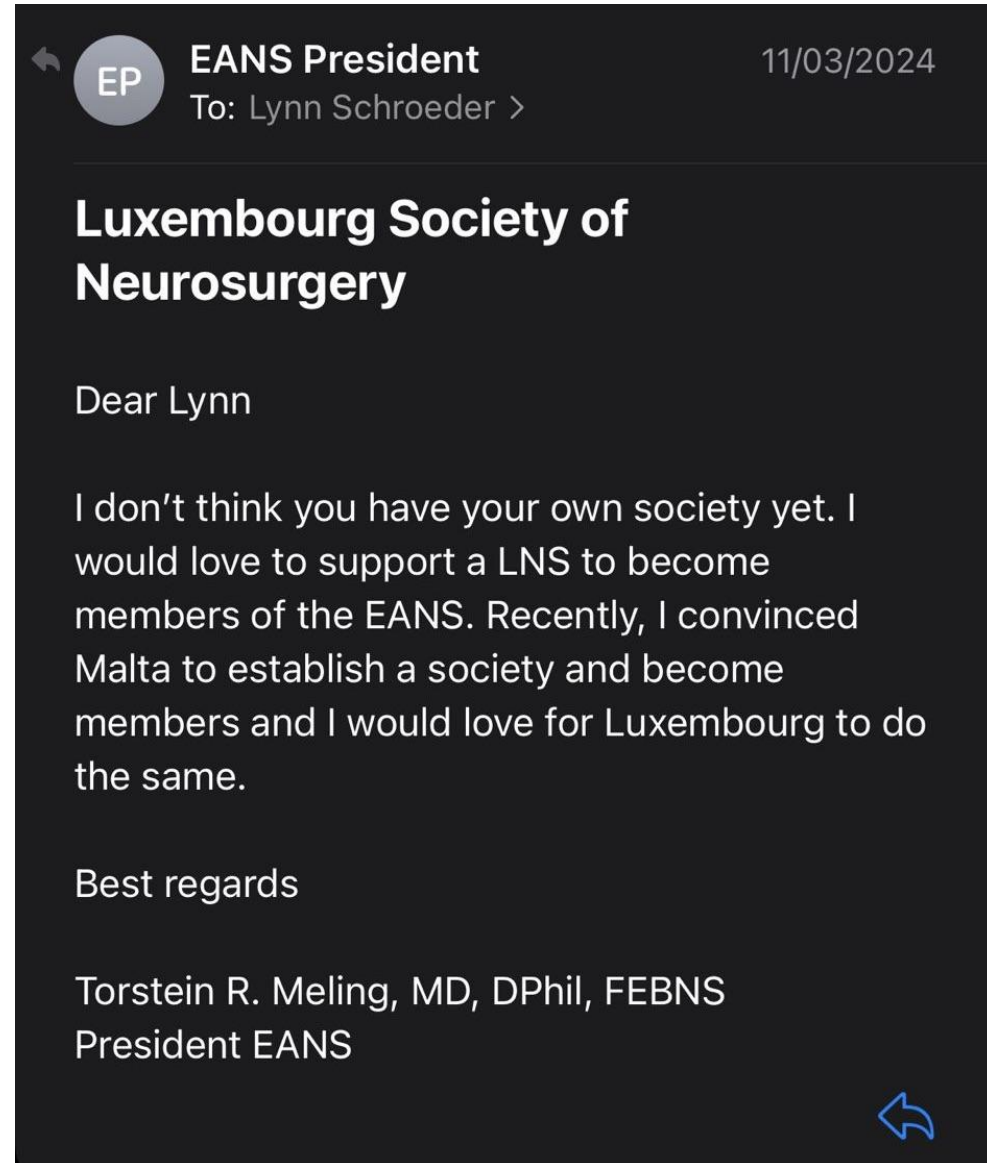 EP
EANS President
11/03/2024
To: Lynn Schroeder >
Luxembourg Society of
Neurosurgery
Dear Lynn
I don’t think you have your own society yet. I
would love to support a LNS to become
members of the EANS. Recently, I convinced
Malta to establish a society and become
members and I would love for Luxembourg to do
the same.
Best regards
Torstein R. Meling, MD, DPhil, FEBNS
President EANS